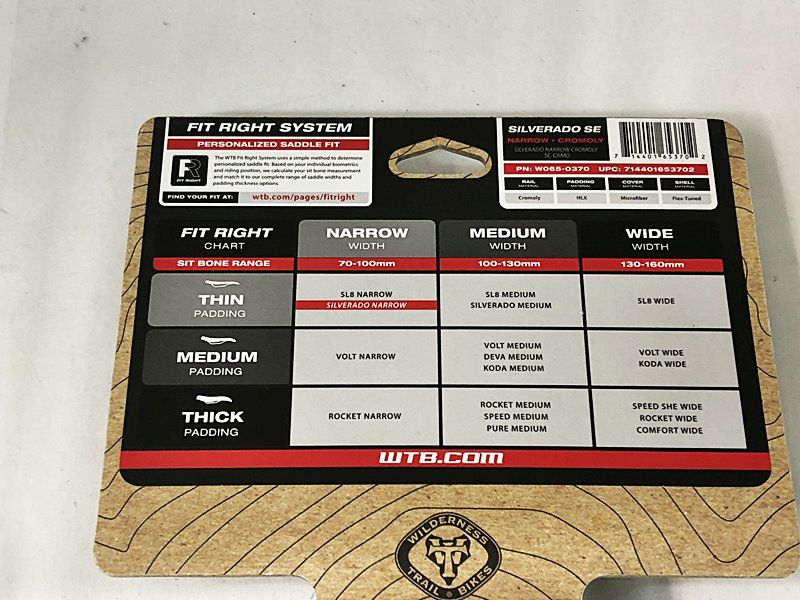 FIT RIGHT SYSTEM
PERSONALIZED SADDLE FIT
FR
FIT RIGHT
The WTB Fit Right System uses a simple method to determine
personalized saddle fit. Based on your individual biometrics
and riding position, we calculate your sit bone measurement
and match it to our complete range of saddle widths and
padding thickness options.
FIND YOUR FIT AT: wtb.com/pages/fitright
SILVERADO SE
NARROW • CROMOLY
SILVERADO NARROW CROMOLY
SE, CAMO
7 14401 65370 2
PN: W065-0370 UPC: 714401653702
RAIL MATERIAL PADDING MATERIAL COVER MATERIAL SHELL MATERIAL
Cromoly HLX Microfiber Flex-Tuned
FIT RIGHT CHART NARROW WIDTH MEDIUM WIDTH WIDE WIDTH
SIT BONE RANGE 70-100mm 100-130mm 130-160mm
THIN PADDING
SL8 NARROW
SILVERADO NARROW
SL8 MEDIUM
SILVERADO MEDIUM
SL8 WIDE
MEDIUM PADDING
VOLT NARROW
VOLT MEDIUM
DEVA MEDIUM
KODA MEDIUM
VOLT WIDE
KODA WIDE
THICK PADDING
ROCKET NARROW
ROCKET MEDIUM
SPEED MEDIUM
PURE MEDIUM
SPEED SHE WIDE
ROCKET WIDE
COMFORT WIDE
WTB.COM
WILDERNESS
TRAIL • BIKES